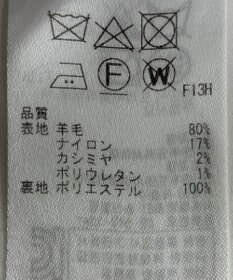 F
W
F13H
品質
表地 羊毛 80%
ナイロン 17%
カシミヤ 2%
ポリウレタン 1%
裏地 ポリエステル 100%